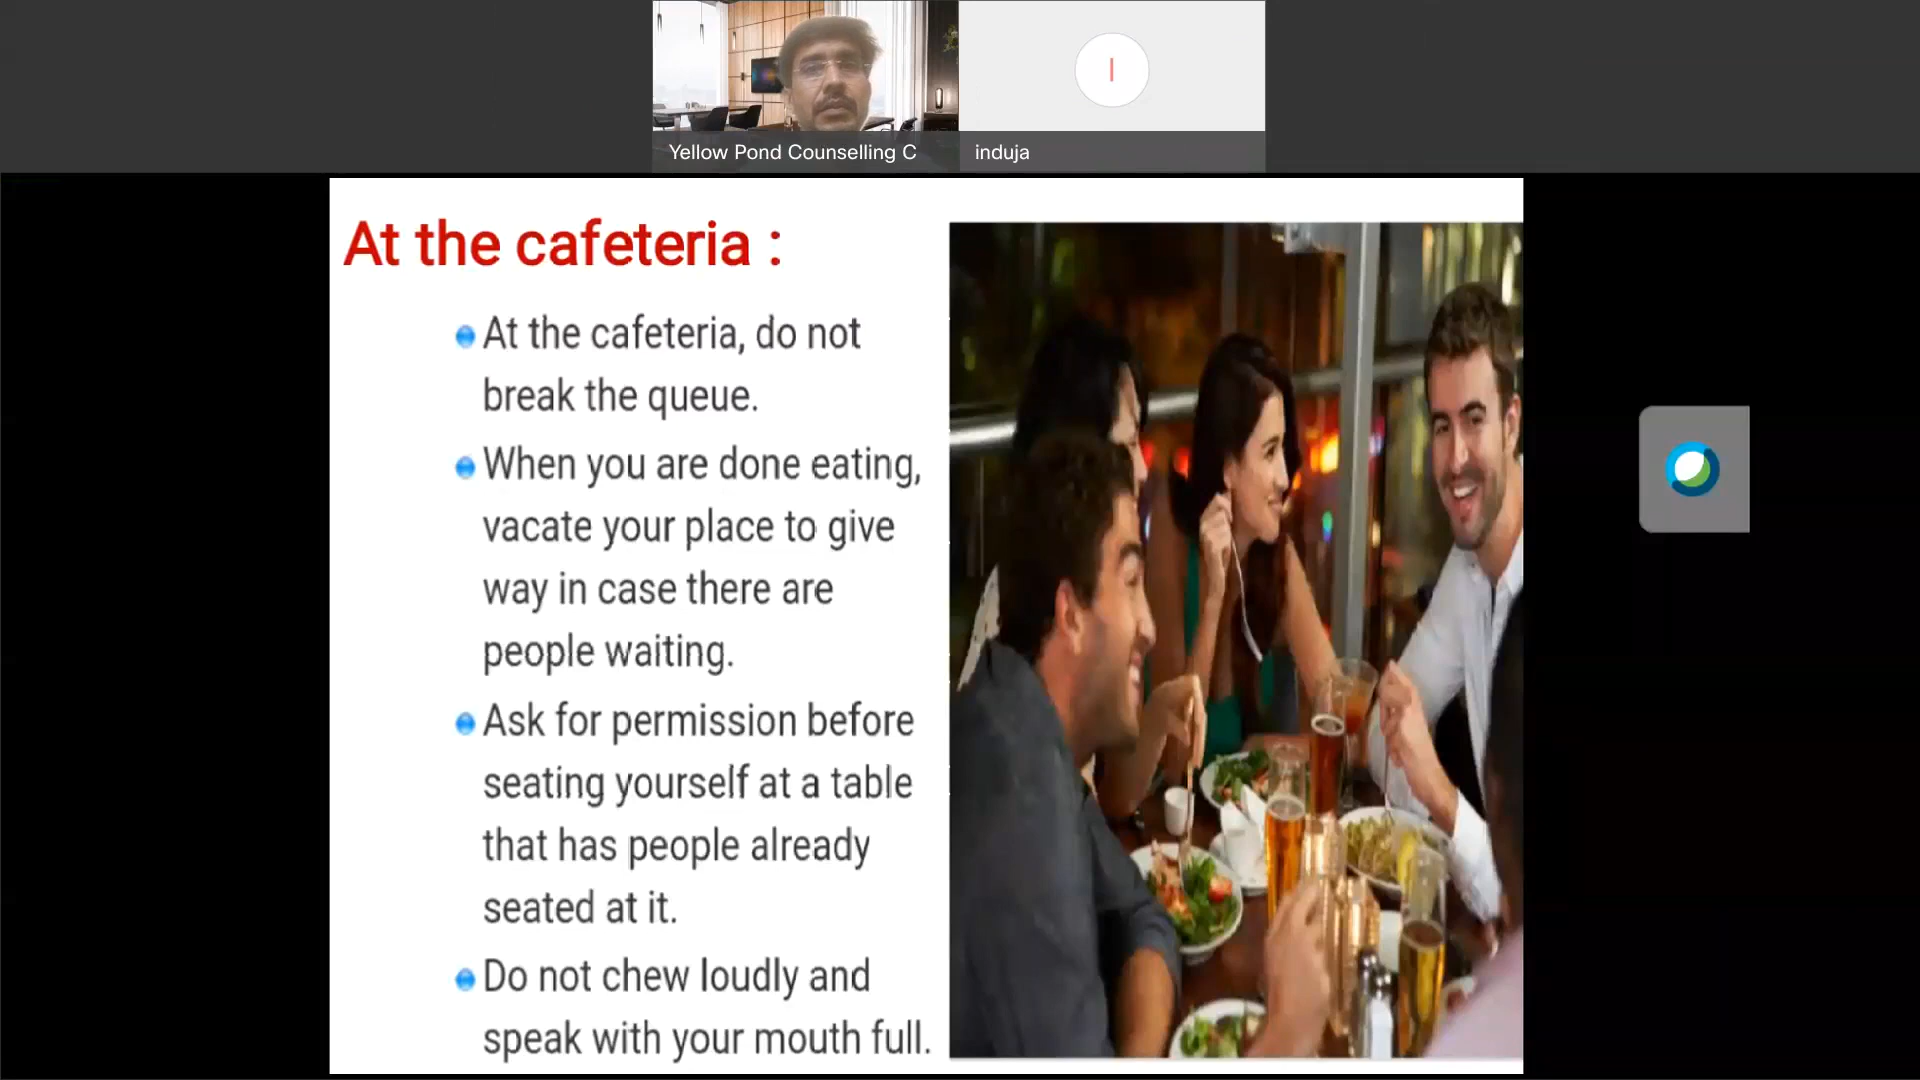 Yellow Pond Counselling C
I
induja
At the cafeteria :
At the cafeteria, do not
break the queue.
When you are done eating,
vacate your place to give
way in case there are
people waiting.
Ask for permission before
seating yourself at a table
that has people already
seated at it.
Do not chew loudly and
speak with your mouth full.